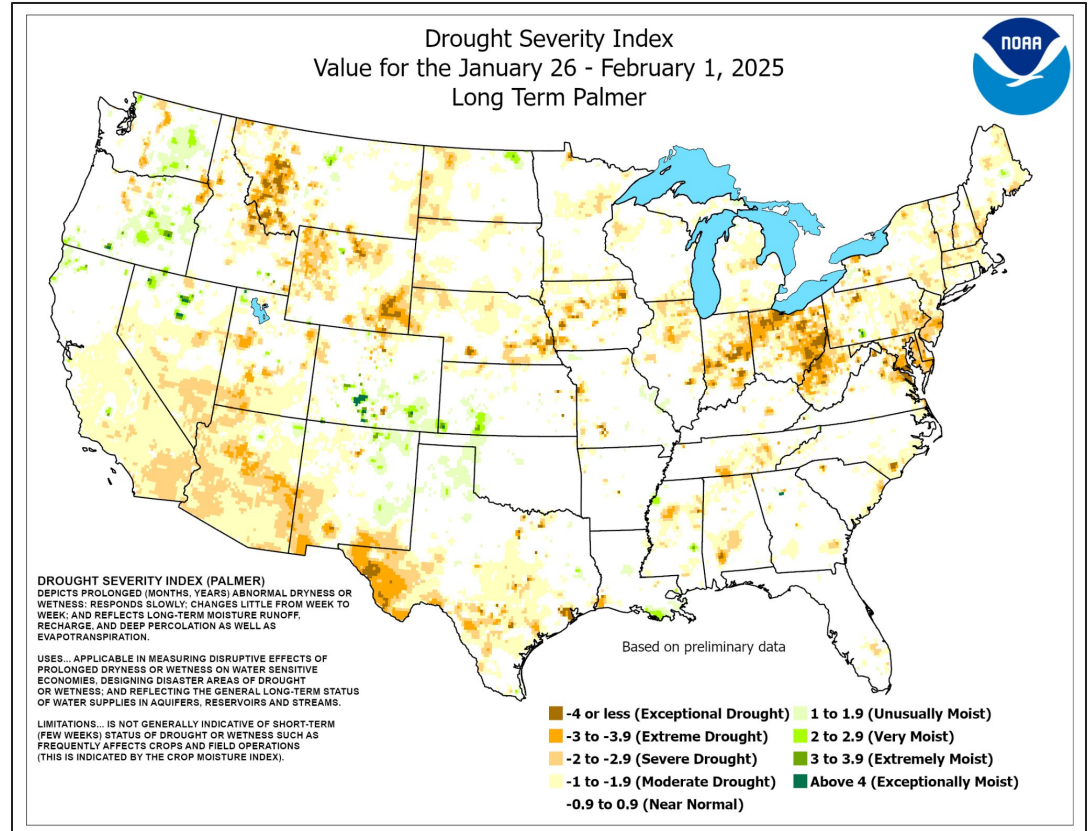 Drought Severity Index
Value for the January 26 - February 1, 2025
Long Term Palmer
NOAA
DROUGHT SEVERITY INDEX (PALMER)
DEPICTS PROLONGED (MONTHS, YEARS) ABNORMAL DRYNESS OR
WETNESS: RESPONDS SLOWLY; CHANGES LITTLE FROM WEEK TO
WEEK; AND REFLECTS LONG-TERM MOISTURE RUNOFF,
RECHARGE, AND DEEP PERCOLATION AS WELL AS
EVAPOTRANSPIRATION.
USES... APPLICABLE IN MEASURING DISRUPTIVE EFFECTS OF
PROLONGED DRYNESS OR WETNESS ON WATER SENSITIVE
ECONOMIES, DESIGNING DISASTER AREAS OF DROUGHT
OR WETNESS; AND REFLECTING THE GENERAL LONG-TERM STATUS
OF WATER SUPPLIES IN AQUIFERS, RESERVOIRS AND STREAMS.
LIMITATIONS... IS NOT GENERALLY INDICATIVE OF SHORT-TERM
(FEW WEEKS) STATUS OF DROUGHT OR WETNESS SUCH AS
FREQUENTLY AFFECTS CROPS AND FIELD OPERATIONS
(THIS IS INDICATED BY THE CROP MOISTURE INDEX).
Based on preliminary data
-4 or less (Exceptional Drought)
-3 to -3.9 (Extreme Drought)
-2 to -2.9 (Severe Drought)
-1 to -1.9 (Moderate Drought)
-0.9 to 0.9 (Near Normal)
1 to 1.9 (Unusually Moist)
2 to 2.9 (Very Moist)
3 to 3.9 (Extremely Moist)
Above 4 (Exceptionally Moist)